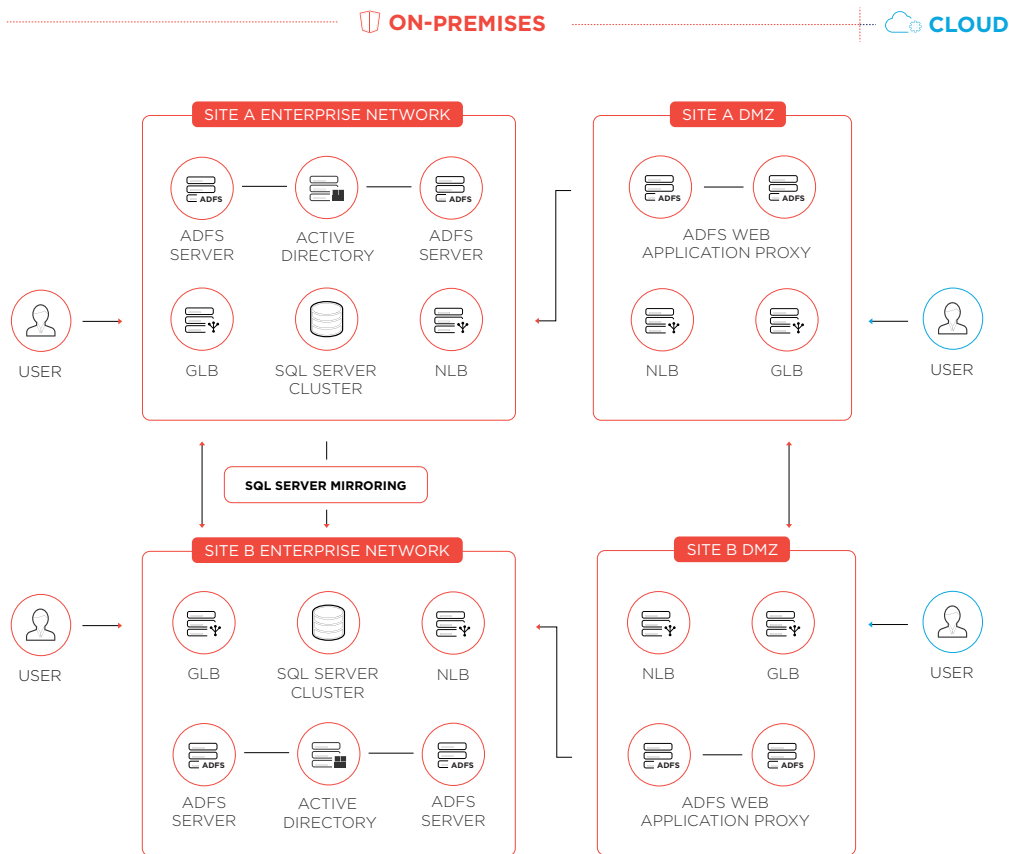 ON-PREMISES
CLOUD
SITE A ENTERPRISE NETWORK
SITE A DMZ
ADFS
ADFS
ADFS
ADFS
ADFS
SERVER
ACTIVE
DIRECTORY
ADFS
SERVER
ADFS WEB
APPLICATION PROXY
USER
GLB
SQL SERVER
CLUSTER
NLB
NLB
GLB
USER
SQL SERVER MIRRORING
SITE B ENTERPRISE NETWORK
SITE B DMZ
USER
GLB
SQL SERVER
CLUSTER
NLB
NLB
GLB
USER
ADFS
ADFS
ADFS
ADFS
ADFS
SERVER
ACTIVE
DIRECTORY
ADFS
SERVER
ADFS WEB
APPLICATION PROXY